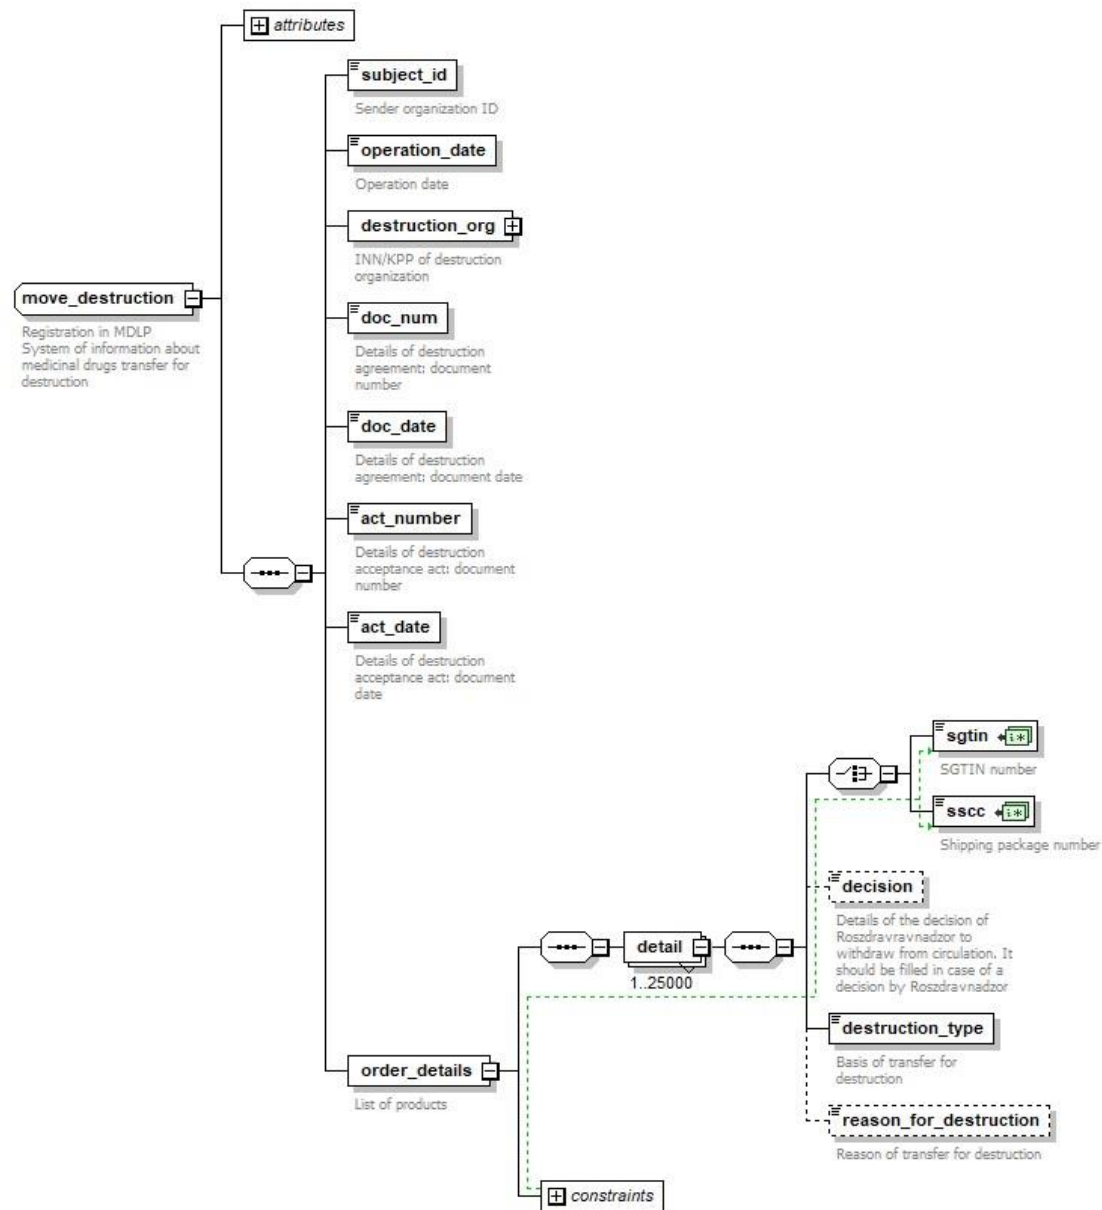 attributes
subject_id
Sender organization ID
operation_date
Operation date
destruction_org
INN/KPP of destruction
organization
move_destruction
Registration in MDLP
System of information about
medicinal drugs transfer for
destruction
doc_num
Details of destruction
agreement: document
number
doc_date
Details of destruction
agreement: document date
act_number
Details of destruction
acceptance act: document
number
act_date
Details of destruction
acceptance act: document
date
sgtin
SGTIN number
sscc
Shipping package number
decision
Details of the decision of
Roszdravravnadzor to
withdraw from circulation. It
should be filled in case of a
decision by Roszdravnadzor
detail
1..25000
destruction_type
Basis of transfer for
destruction
order_details
List of products
reason_for_destruction
Reason of transfer for destruction
constraints